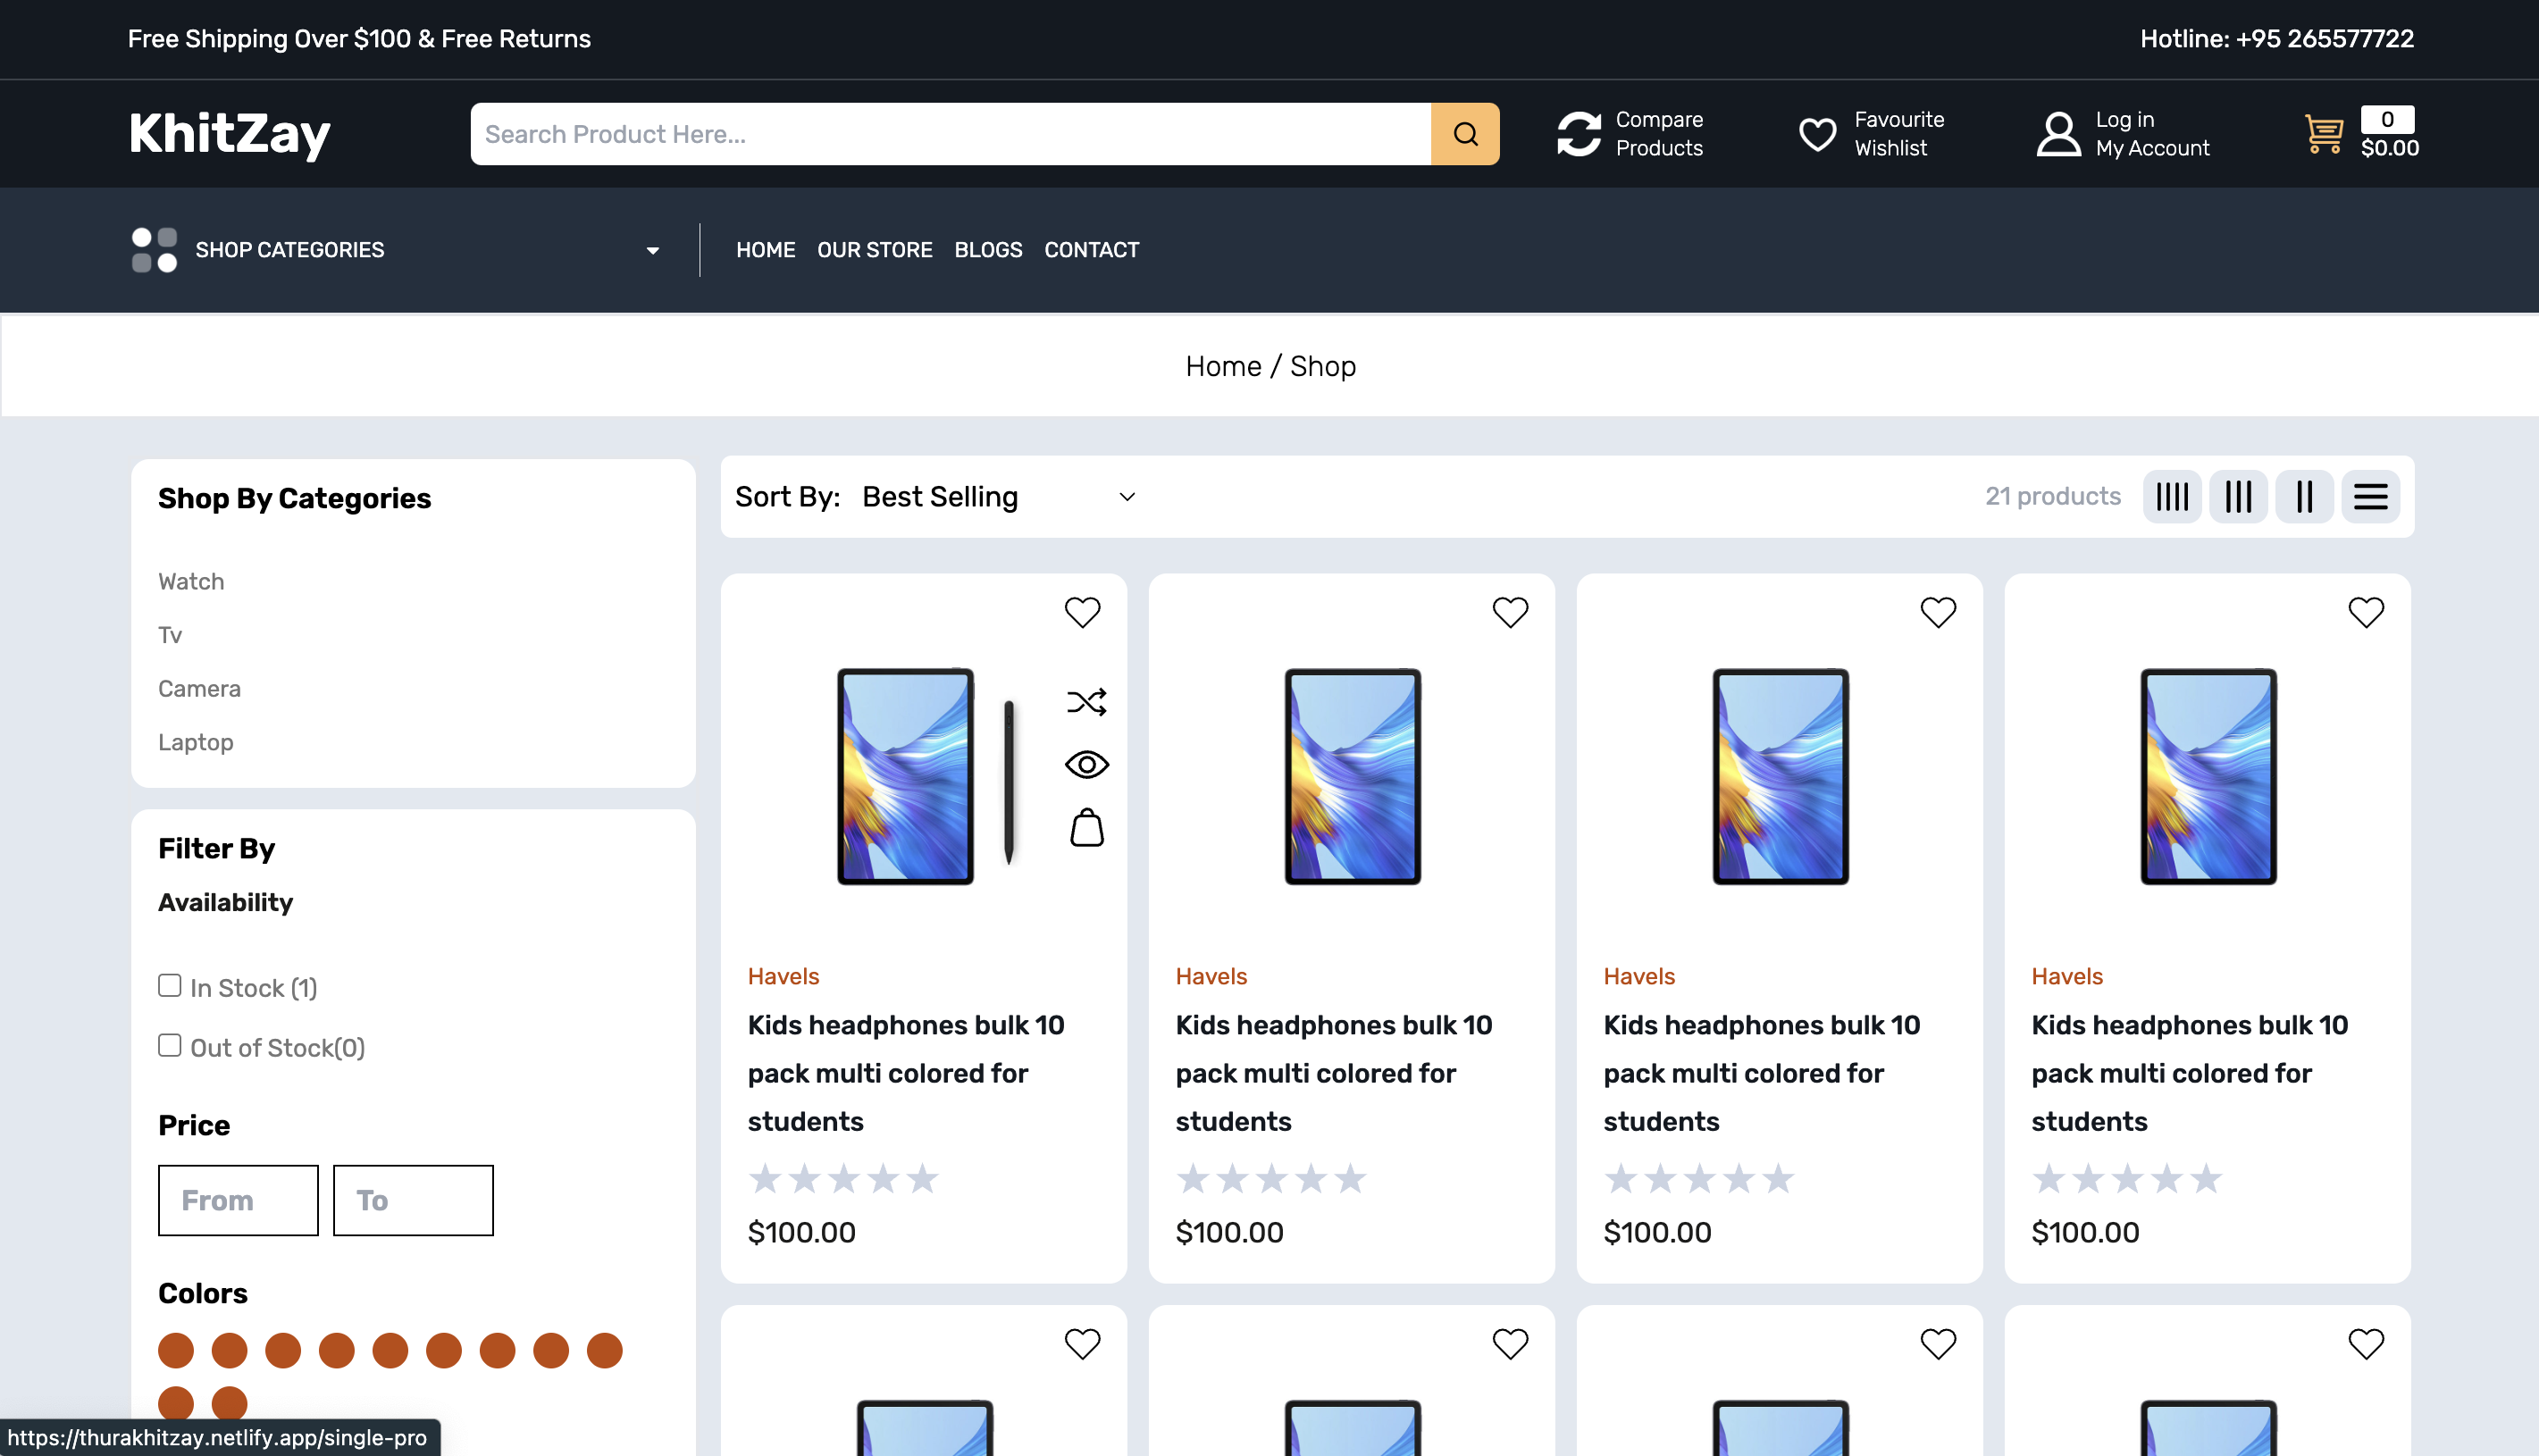 Free Shipping Over $100 & Free Returns
Hotline: +95 265577722
KhitZay
Search Product Here...
Compare
Products
Favourite
Wishlist
Log in
My Account
0
$0.00
SHOP CATEGORIES
HOME
OUR STORE
BLOGS
CONTACT
Home / Shop
Shop By Categories
Watch
Tv
Camera
Laptop
Filter By
Availability
In Stock (1)
Out of Stock(0)
Price
From
To
Colors
Sort By: Best Selling
21 products
Havels
Kids headphones bulk 10
pack multi colored for
students
$100.00
Havels
Kids headphones bulk 10
pack multi colored for
students
$100.00
Havels
Kids headphones bulk 10
pack multi colored for
students
$100.00
Havels
Kids headphones bulk 10
pack multi colored for
students
$100.00
https://thurakhitzay.netlify.app/single-pro